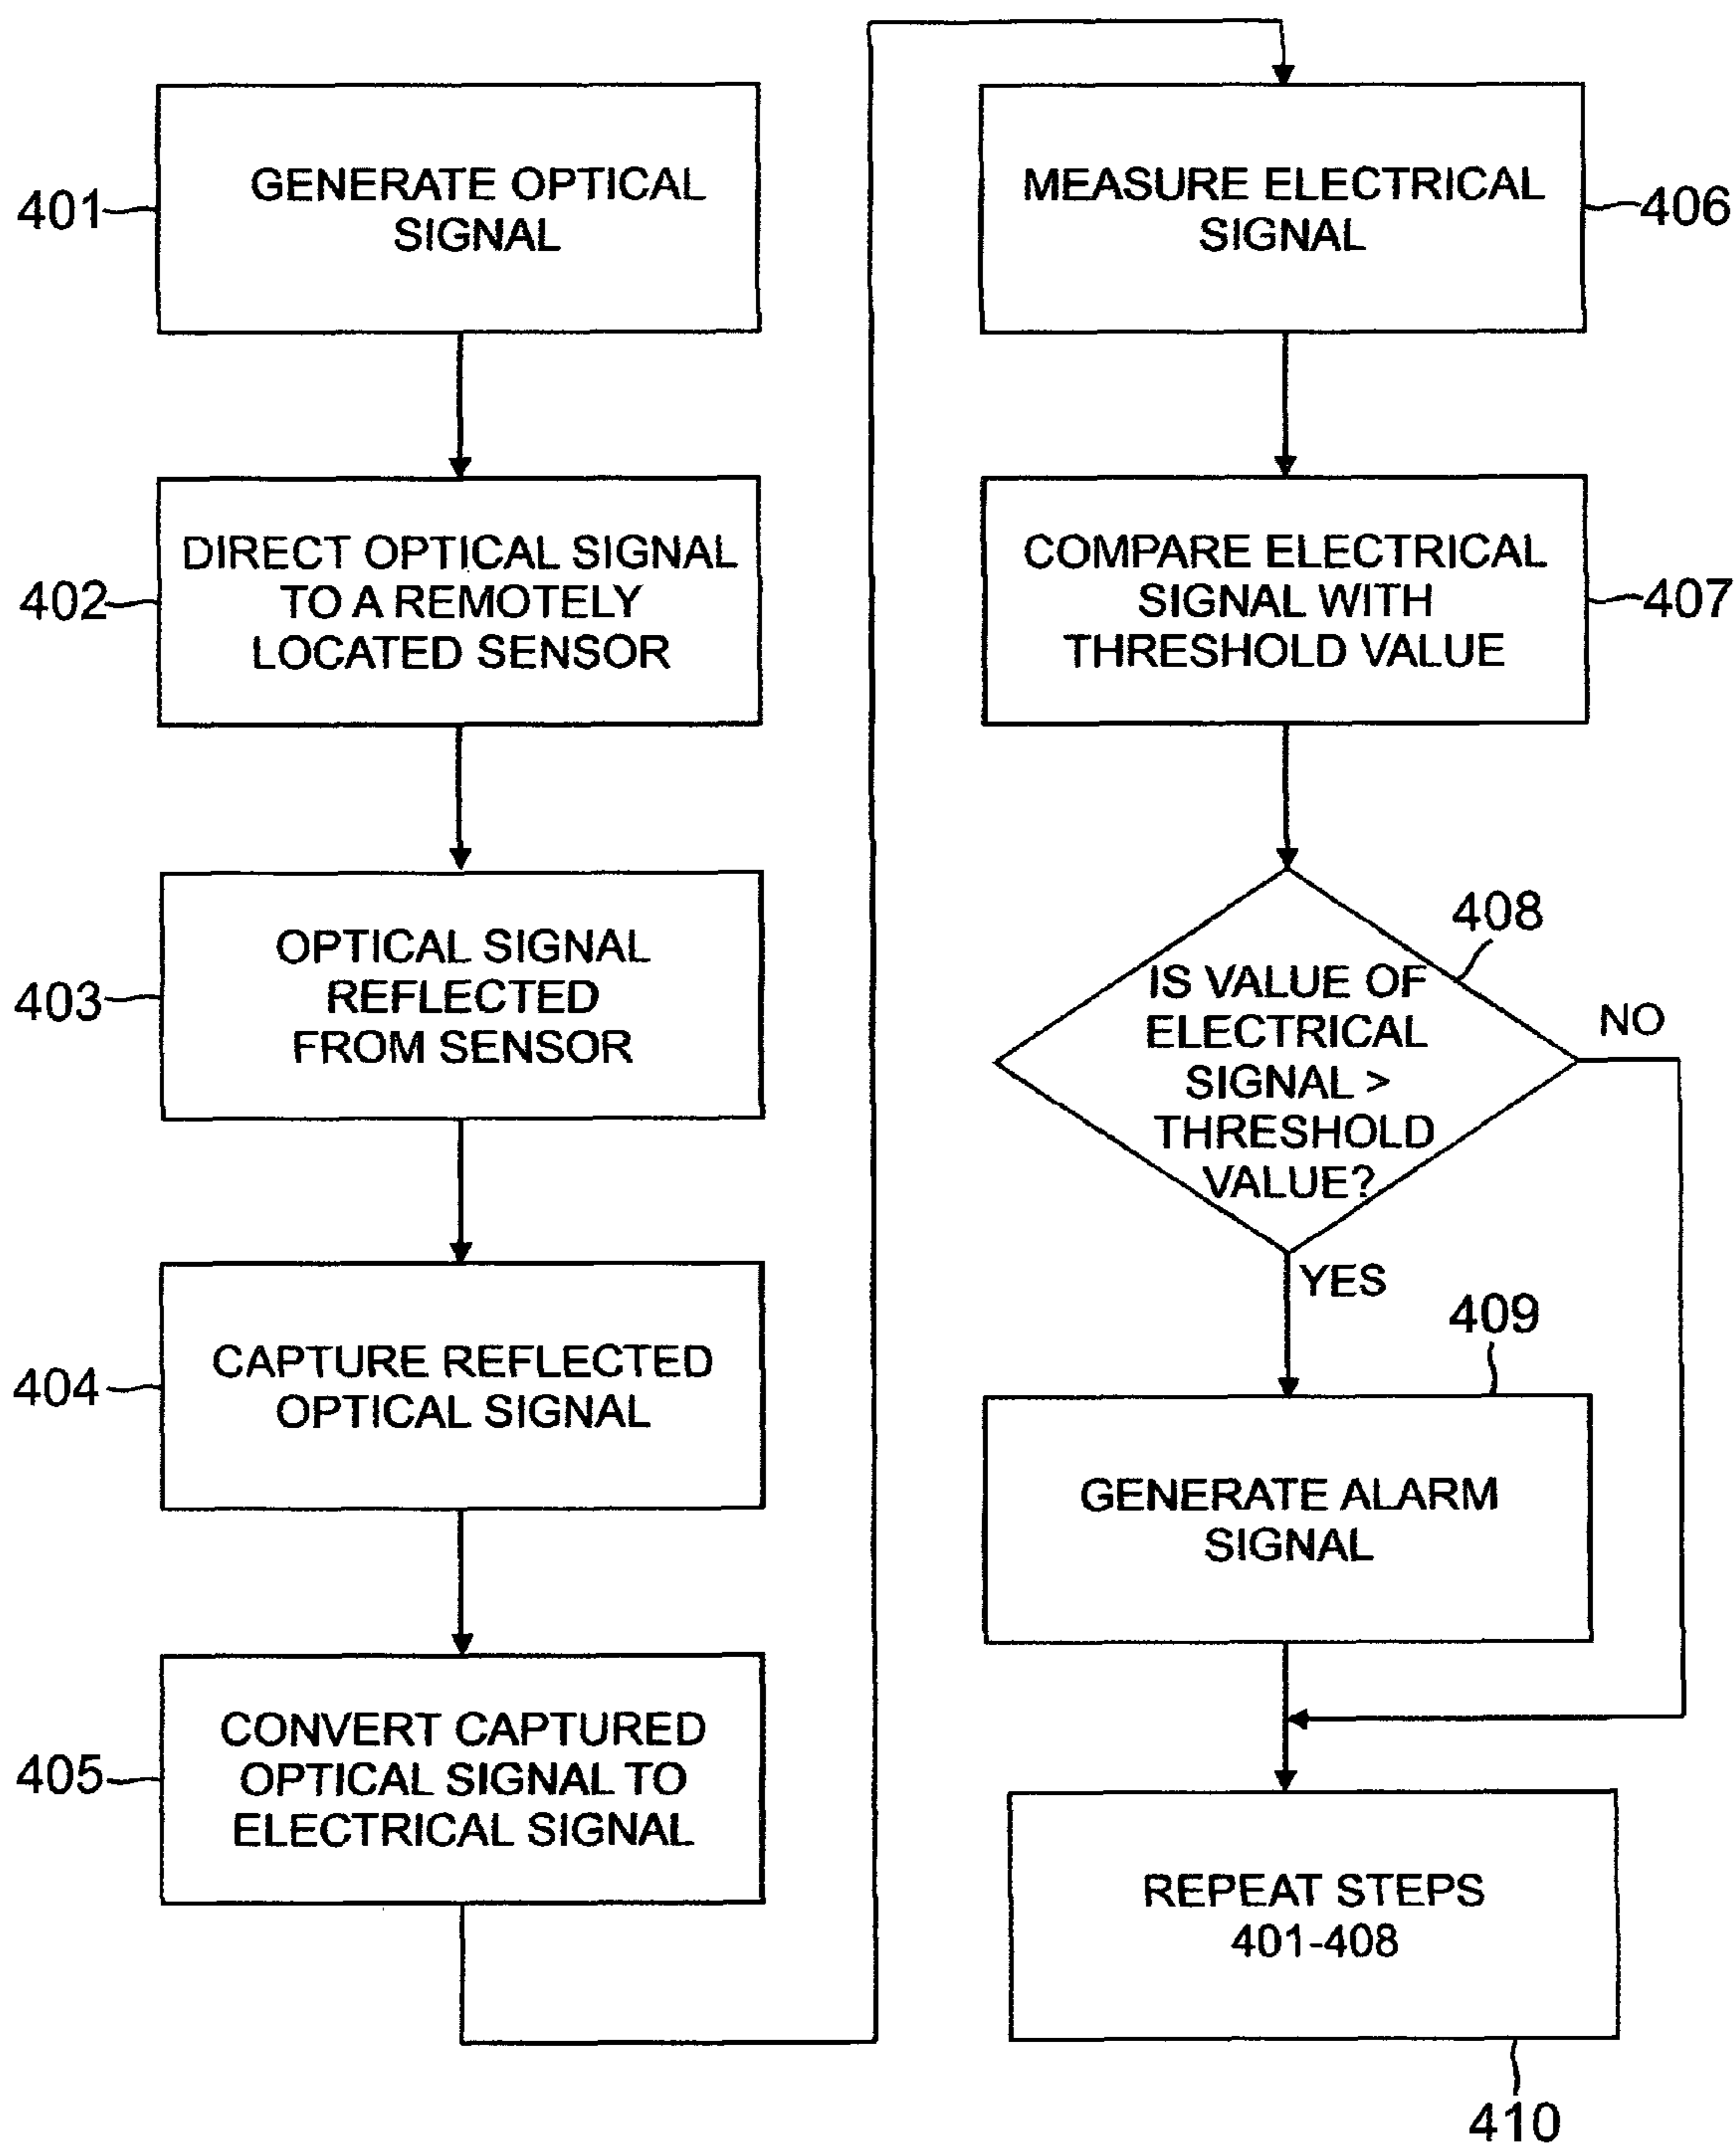 401
GENERATE OPTICAL
SIGNAL
402
DIRECT OPTICAL SIGNAL
TO A REMOTELY
LOCATED SENSOR
403
OPTICAL SIGNAL
REFLECTED
FROM SENSOR
404
CAPTURE REFLECTED
OPTICAL SIGNAL
405
CONVERT CAPTURED
OPTICAL SIGNAL TO
ELECTRICAL SIGNAL
MEASURE ELECTRICAL
SIGNAL
406
COMPARE ELECTRICAL
SIGNAL WITH
THRESHOLD VALUE
407
408
IS VALUE OF
ELECTRICAL
SIGNAL >
THRESHOLD
VALUE?
NO
YES
409
GENERATE ALARM
SIGNAL
REPEAT STEPS
401-408
410